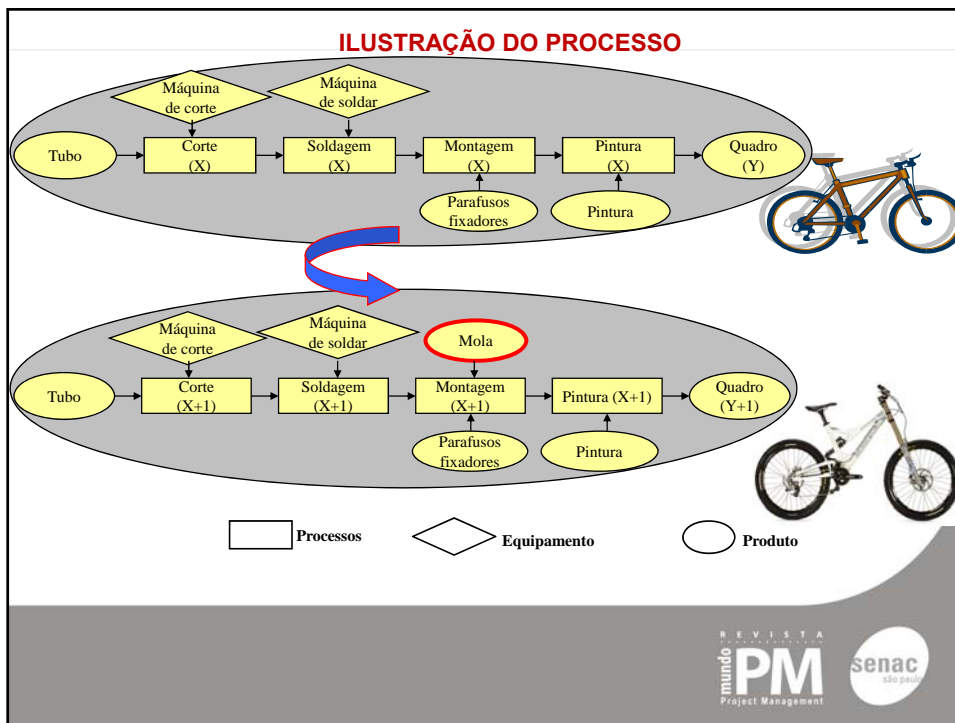 ILUSTRAÇÃO DO PROCESSO
Máquina
de corte
Máquina
de soldar
Tubo
Corte
(X)
Soldagem
(X)
Montagem
(X)
Pintura
(X)
Quadro
(Y)
Parafusos
fixadores
Pintura
Máquina
de corte
Máquina
de soldar
Mola
Tubo
Corte
(X+1)
Soldagem
(X+1)
Montagem
(X+1)
Pintura (X+1)
Quadro
(Y+1)
Parafusos
fixadores
Pintura
Processos
Equipamento
Produto
REVISTA
mundo
PM
Project Management
senac
são paulo